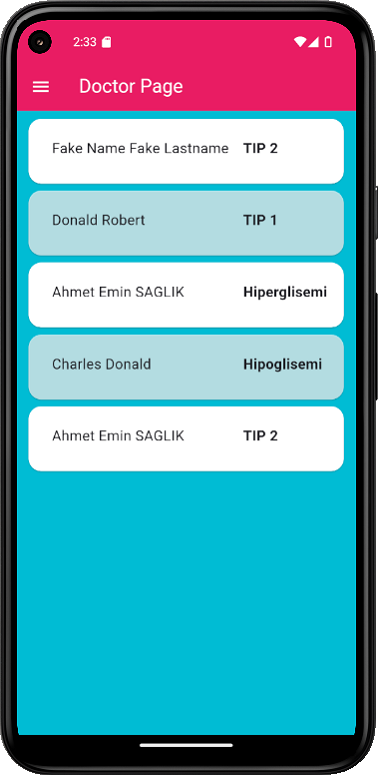 2:33
Doctor Page
Fake Name Fake Lastname TIP 2
Donald Robert TIP 1
Ahmet Emin SAGLIK Hiperglisemi
Charles Donald Hipoglisemi
Ahmet Emin SAGLIK TIP 2